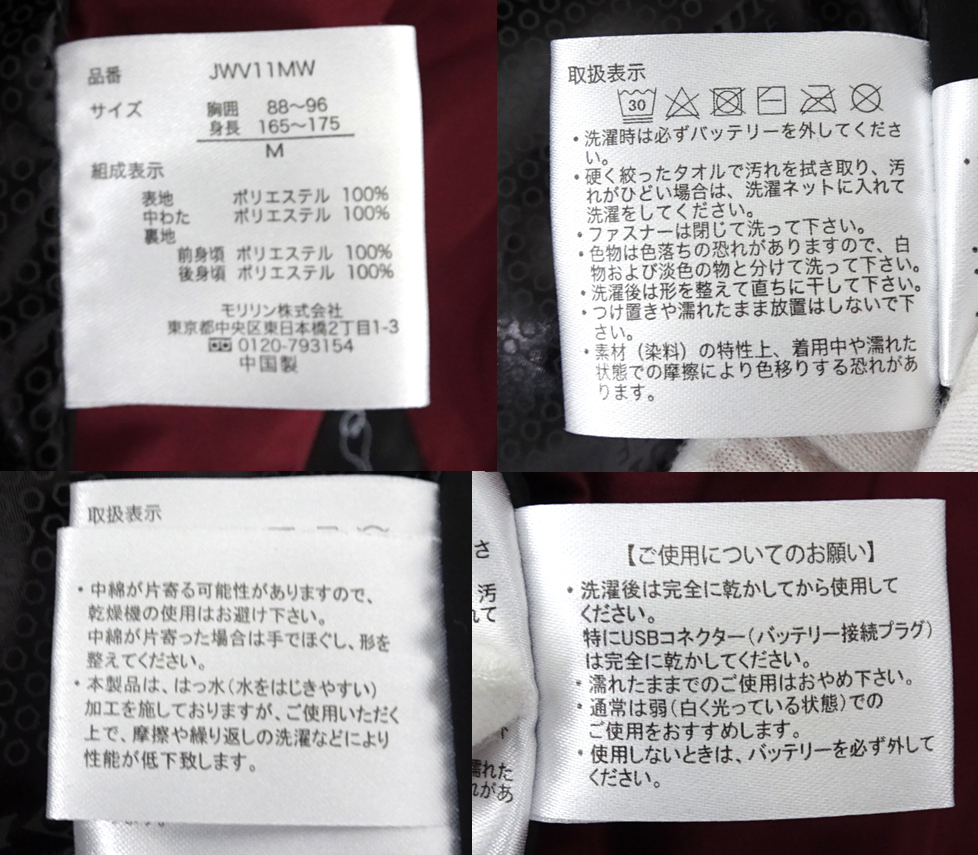 品番 JWV11MW
サイズ 胸囲 88～96
身長 165～175
M
組成表示
表地 ポリエステル 100%
中わた ポリエステル 100%
裏地
前身頃 ポリエステル 100%
後身頃 ポリエステル 100%
モリリン株式会社
東京都中央区東日本橋2丁目1-3
0120-793154
中国製
取扱表示
30
・洗濯時は必ずバッテリーを外してくださ
い。
・硬く絞ったタオルで汚れを拭き取り、汚
れがひどい場合は、洗濯ネットに入れて
洗濯をしてください。
・ファスナーは閉じて洗って下さい。
・色物は色落ちの恐れがありますので、白
物および淡色の物と分けて洗って下さい。
・洗濯後は形を整えて直ちに干して下さい。
・つけ置きや濡れたまま放置はしないで下
さい。
・素材（染料）の特性上、着用中や濡れた
状態での摩擦により色移りする恐れがあ
ります。
取扱表示
・中綿が片寄る可能性がありますので、
乾燥機の使用はお避け下さい。
中綿が片寄った場合は手でほぐし、形を
整えてください。
・本製品は、はっ水（水をはじきやすい）
加工を施しておりますが、ご使用いただく
上で、摩擦や繰り返しの洗濯などにより
性能が低下致します。
ます。
さ
汚
れて
濡れた
があ
【ご使用についてのお願い】
・洗濯後は完全に乾かしてから使用して
ください。
特にUSBコネクター（バッテリー接続プラグ）
は完全に乾かしてください。
・濡れたままでのご使用はおやめ下さい。
・通常は弱（白く光っている状態）での
ご使用をおすすめします。
・使用しないときは、バッテリーを必ず外して
ください。